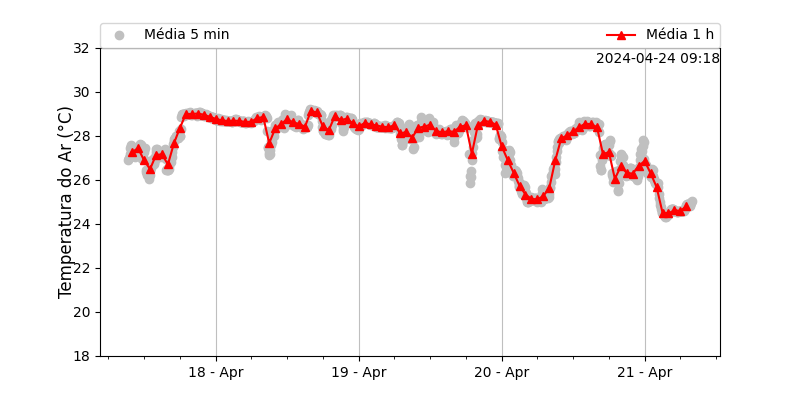 Média 5 min
Média 1 h
2024-04-24 09:18
Temperatura do Ar (°C)
32
30
28
26
24
22
20
18
18 - Apr
19 - Apr
20 - Apr
21 - Apr